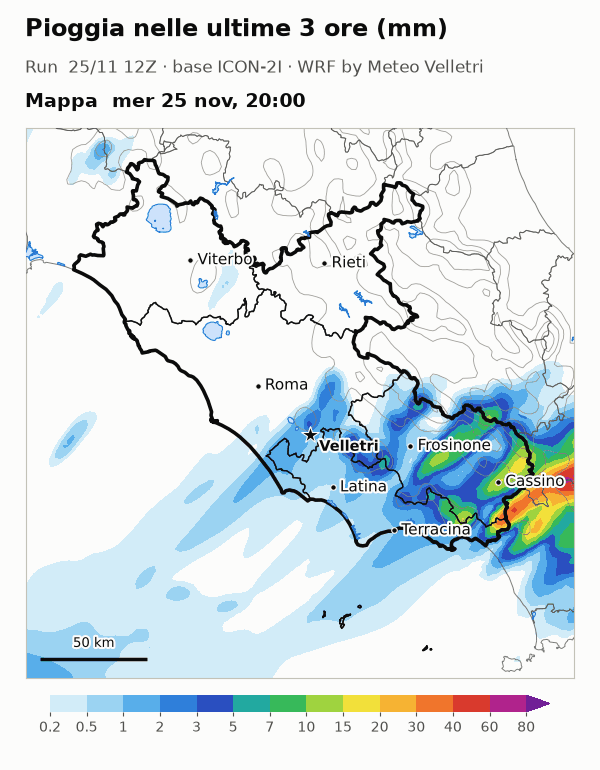 Pioggia nelle ultime 3 ore (mm)
Run  25/11 12Z · base ICON-2I · WRF by Meteo Velletri
Mappa  mer 25 nov, 20:00
Viterbo
Rieti
Roma
Velletri
Frosinone
Cassino
Latina
Terracina
50 km
0.2 0.5 1 2 3 5 7 10 15 20 30 40 60 80